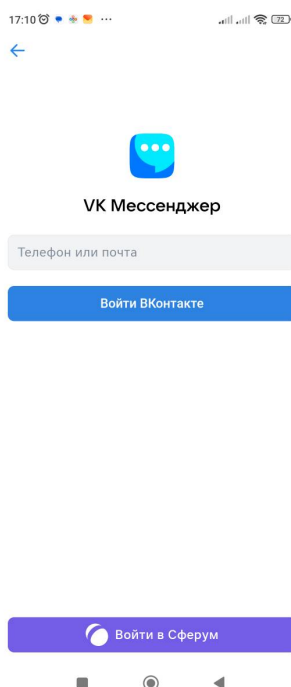 17:10
72
VK Мессенджер
Телефон или почта
Войти ВКонтакте
Войти в Сферум